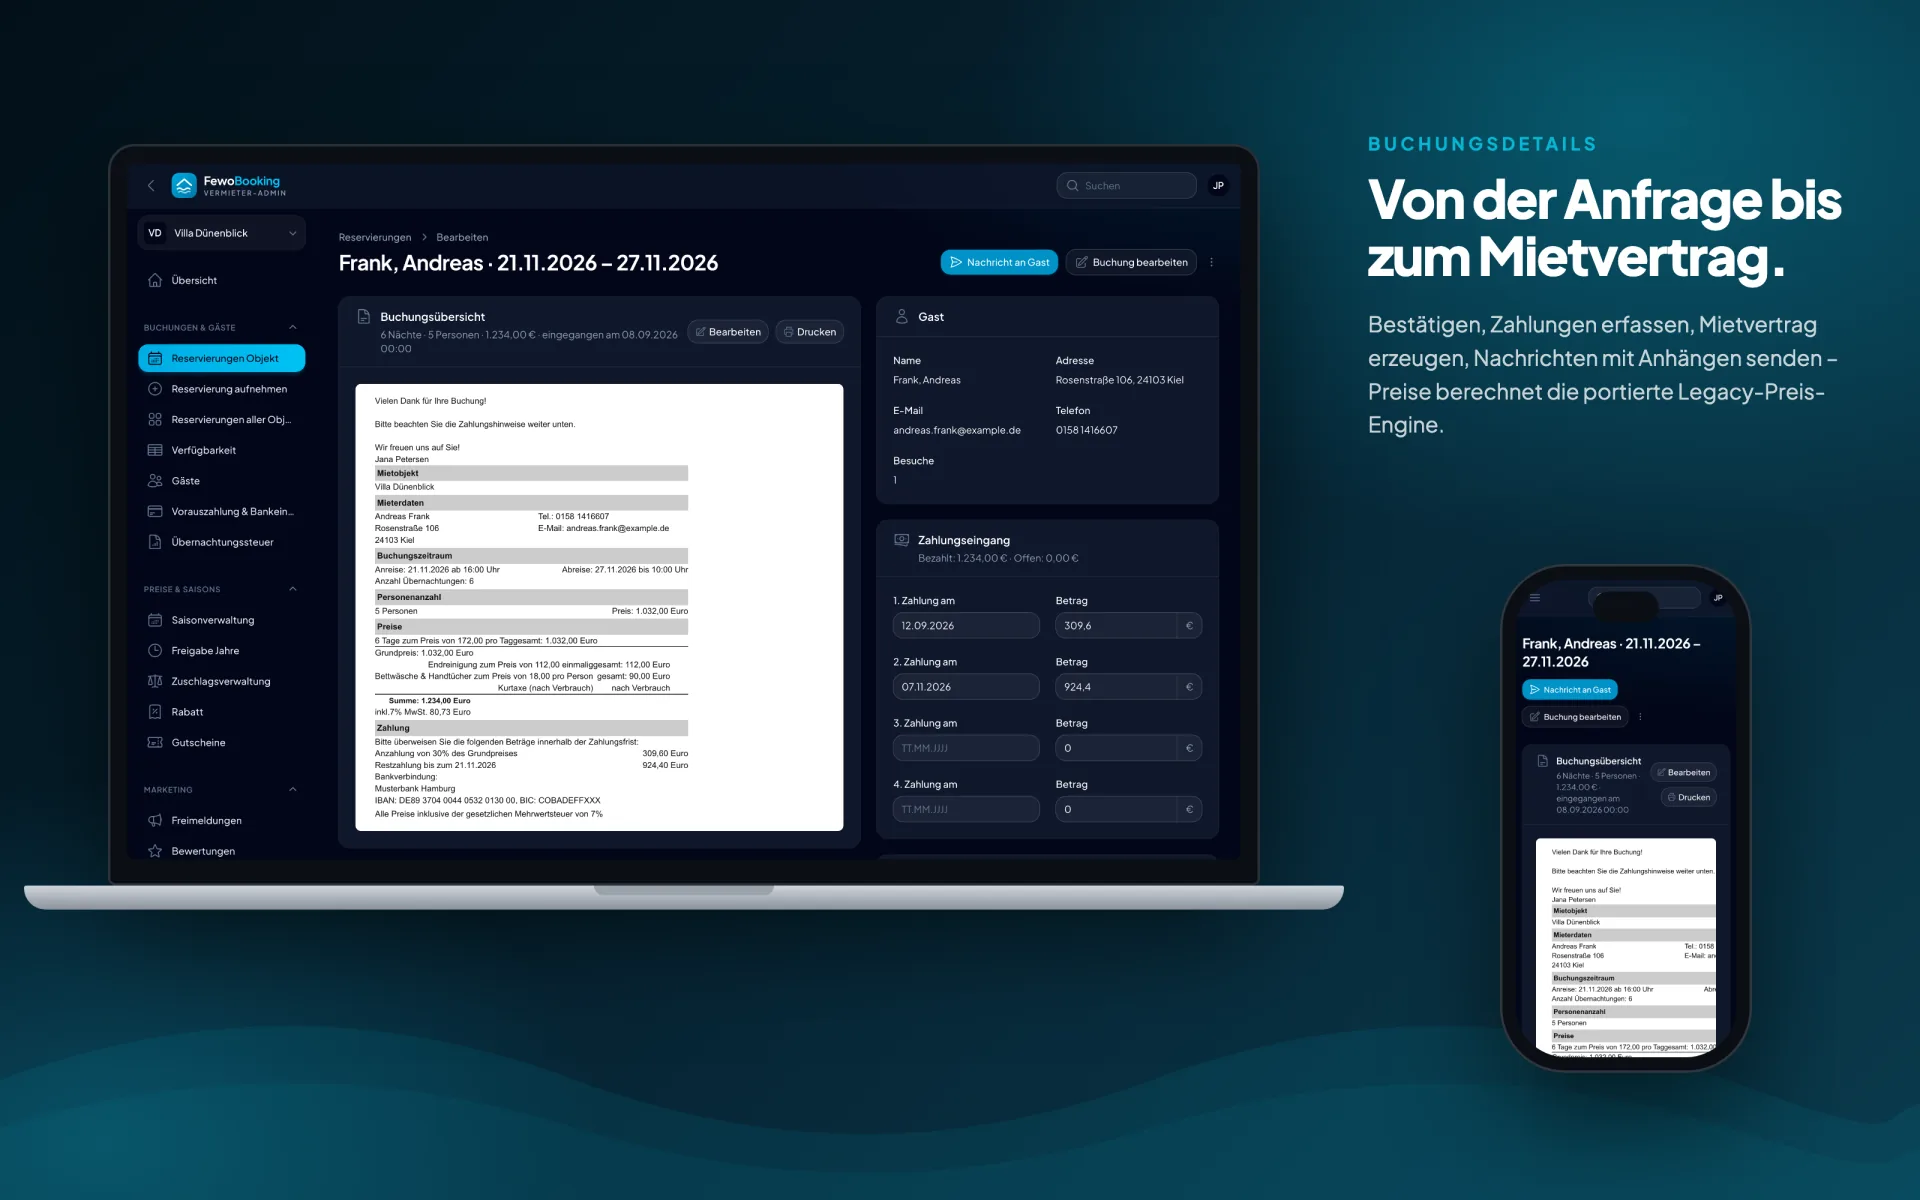 BUCHUNGSDETAILS
Von der Anfrage bis
zum Mietvertrag.
Bestätigen, Zahlungen erfassen, Mietvertrag
erzeugen, Nachrichten mit Anhängen senden –
Preise berechnet die portierte Legacy-Preis-
Engine.
FewoBooking
VERMIETER-ADMIN
Suchen
JP
VD Villa Dünenblick
Übersicht
BUCHUNGEN & GÄSTE
Reservierungen Objekt
Reservierung aufnehmen
Reservierungen aller Obj...
Verfügbarkeit
Gäste
Vorauszahlung & Bankein...
Übernachtungssteuer
PREISE & SAISONS
Saisonverwaltung
Freigabe Jahre
Zuschlagsverwaltung
Rabatt
Gutscheine
MARKETING
Freimeldungen
Bewertungen
Reservierungen > Bearbeiten
Frank, Andreas · 21.11.2026 – 27.11.2026
Nachricht an Gast
Buchung bearbeiten
Buchungsübersicht
6 Nächte · 5 Personen · 1.234,00 € · eingegangen am 08.09.2026
00:00
Bearbeiten
Drucken
Vielen Dank für Ihre Buchung!
Bitte beachten Sie die Zahlungshinweise weiter unten.
Wir freuen uns auf Sie!
Jana Petersen
Mietobjekt
Villa Dünenblick
Mieterdaten
Andreas Frank Tel.: 0158 1416607
Rosenstraße 106 E-Mail: andreas.frank@example.de
24103 Kiel
Buchungszeitraum
Anreise: 21.11.2026 ab 16:00 Uhr Abreise: 27.11.2026 bis 10:00 Uhr
Anzahl Übernachtungen: 6
Personenanzahl
5 Personen Preis: 1.032,00 Euro
Preise
6 Tage zum Preis von 172,00 pro Taggesamt: 1.032,00 Euro
Grundpreis: 1.032,00 Euro
Endreinigung zum Preis von 112,00 einmaliggesamt: 112,00 Euro
Bettwäsche & Handtücher zum Preis von 18,00 pro Person gesamt: 90,00 Euro
Kurtaxe (nach Verbrauch) nach Verbrauch
Summe: 1.234,00 Euro
inkl.7% MwSt. 80,73 Euro
Zahlung
Bitte überweisen Sie die folgenden Beträge innerhalb der Zahlungsfrist:
Anzahlung von 30% des Grundpreises 309,60 Euro
Restzahlung bis zum 21.11.2026 924,40 Euro
Bankverbindung:
Musterbank Hamburg
IBAN: DE89 3704 0044 0532 0130 00, BIC: COBADEFFXXX
Alle Preise inklusive der gesetzlichen Mehrwertsteuer von 7%
Gast
Name Adresse
Frank, Andreas Rosenstraße 106, 24103 Kiel
E-Mail Telefon
andreas.frank@example.de 0158 1416607
Besuche
1
Zahlungseingang
Bezahlt: 1.234,00 € · Offen: 0,00 €
1. Zahlung am Betrag
12.09.2026 309,6 €
2. Zahlung am Betrag
07.11.2026 924,4 €
3. Zahlung am Betrag
TT.MM.JJJJ 0 €
4. Zahlung am Betrag
TT.MM.JJJJ 0 €
JP
Frank, Andreas · 21.11.2026 –
27.11.2026
Nachricht an Gast
Buchung bearbeiten
Buchungsübersicht
6 Nächte · 5 Personen ·
1.234,00 € ·
eingegangen am
08.09.2026 00:00
Bearbeiten
Drucken
Vielen Dank für Ihre Buchung!
Bitte beachten Sie die Zahlungshinweise weiter unten.
Wir freuen uns auf Sie!
Jana Petersen
Mietobjekt
Villa Dünenblick
Mieterdaten
Andreas Frank Tel.: 0158
Rosenstraße 106 E-Mail: an
24103 Kiel
Buchungszeitraum
Anreise: 21.11.2026 ab 16:00 Uhr Abr
Anzahl Übernachtungen: 6
Personenanzahl
5 Personen
Preise
6 Tage zum Preis von 172,00 pro Taggesamt: 1.032,00